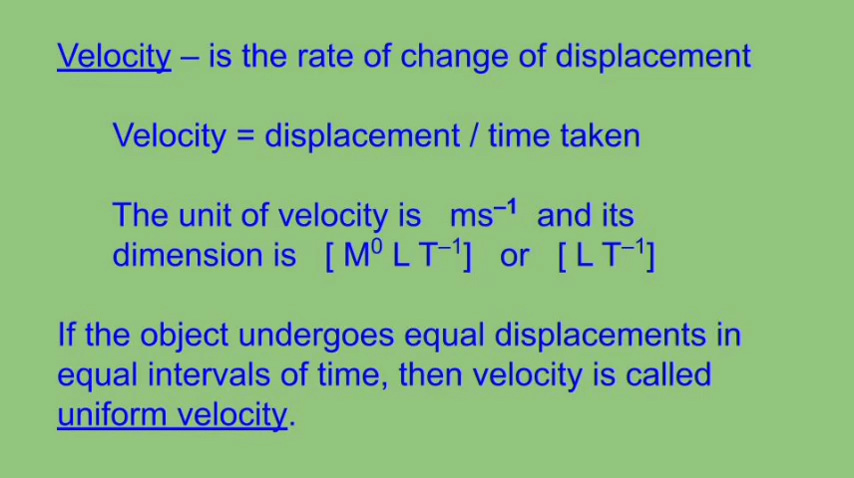 Velocity – is the rate of change of displacement
Velocity = displacement / time taken
The unit of velocity is ms⁻¹ and its
dimension is [ M⁰ L T⁻¹] or [ L T⁻¹]
If the object undergoes equal displacements in
equal intervals of time, then velocity is called
uniform velocity.